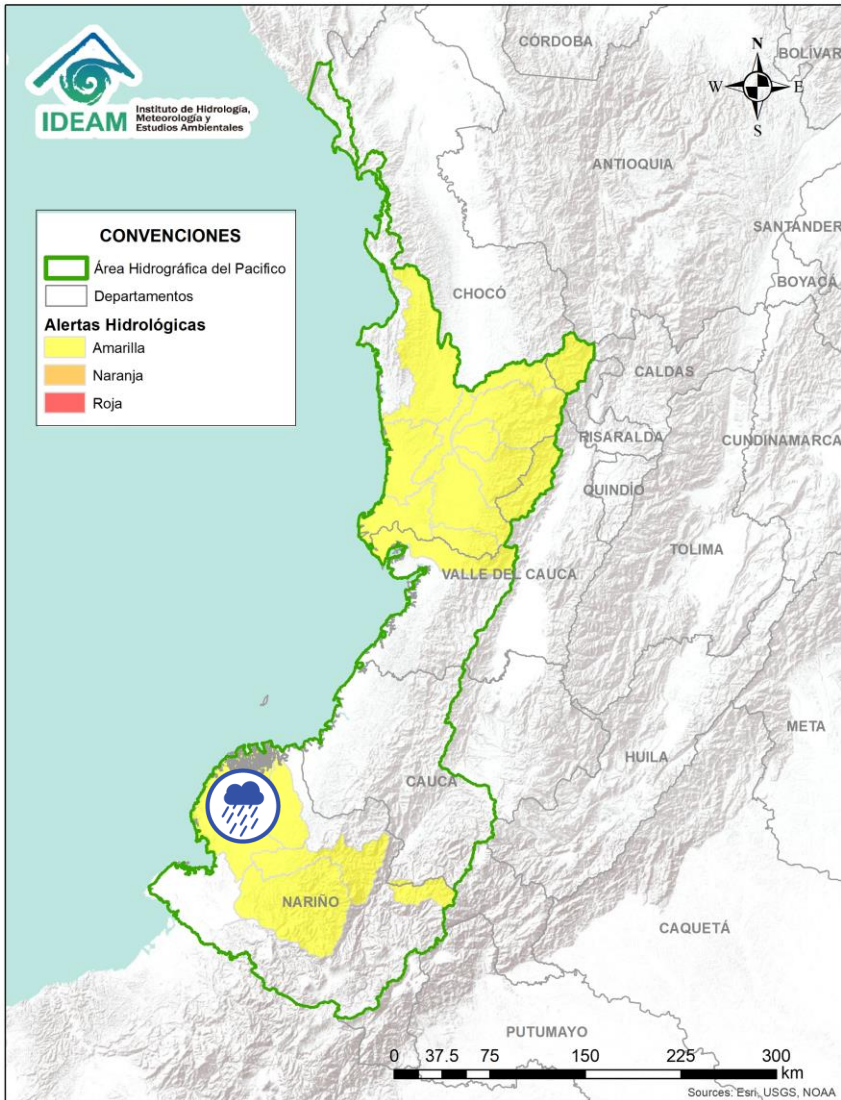 IDEAM
Instituto de Hidrología,
Meteorología y
Estudios Ambientales
CONVENCIONES
Área Hidrográfica del Pacifico
Departamentos
Alertas Hidrológicas
Amarilla
Naranja
Roja
N
W
E
S
CÓRDOBA
BOLÍVAR
ANTIOQUIA
SANTANDER
BOYACÁ
CHOCÓ
CALDAS
RISARALDA
CUNDINAMARCA
QUINDÍO
TOLIMA
VALLE DEL CAUCA
META
HUILA
CAUCA
NARIÑO
CAQUETÁ
PUTUMAYO
0 37.5 75 150 225 300
km
Sources: Esri, USGS, NOAA